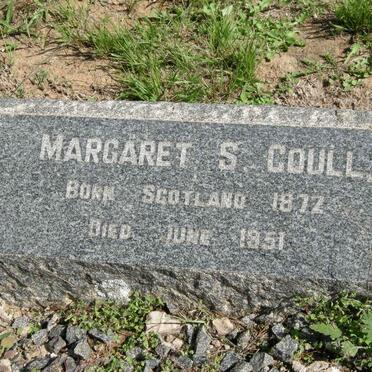 MARGARET S. COULL.
BORN SCOTLAND 1872
DIED JUNE 1951